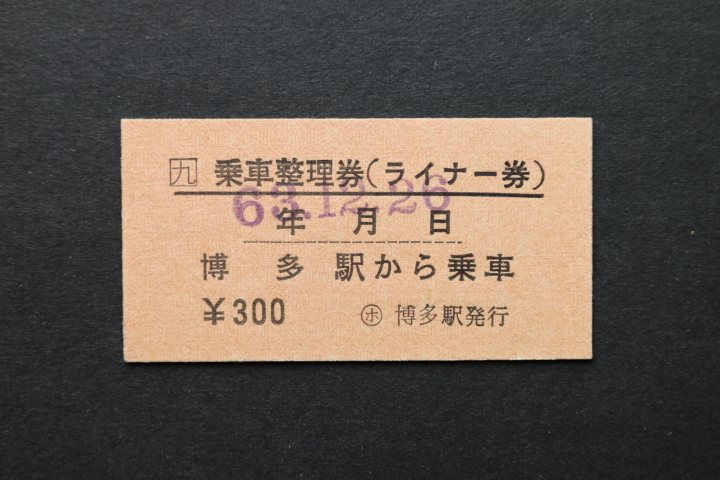 九 乗車整理券(ライナー券)
63.12.26
年 月 日
博多駅から乗車
¥300 ホ 博多駅発行